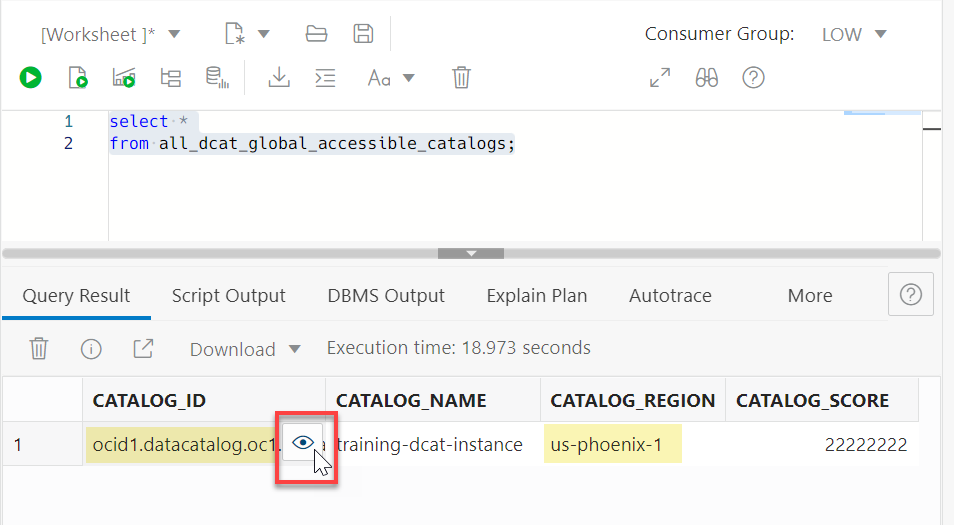 [Worksheet ]*
Consumer Group: LOW
Aa
1 select *
2 from all_dcat_global_accessible_catalogs;
Query Result Script Output DBMS Output Explain Plan Autotrace More
Download Execution time: 18.973 seconds
CATALOG_ID CATALOG_NAME CATALOG_REGION CATALOG_SCORE
1 ocid1.datacatalog.oc1. training-dcat-instance us-phoenix-1 22222222